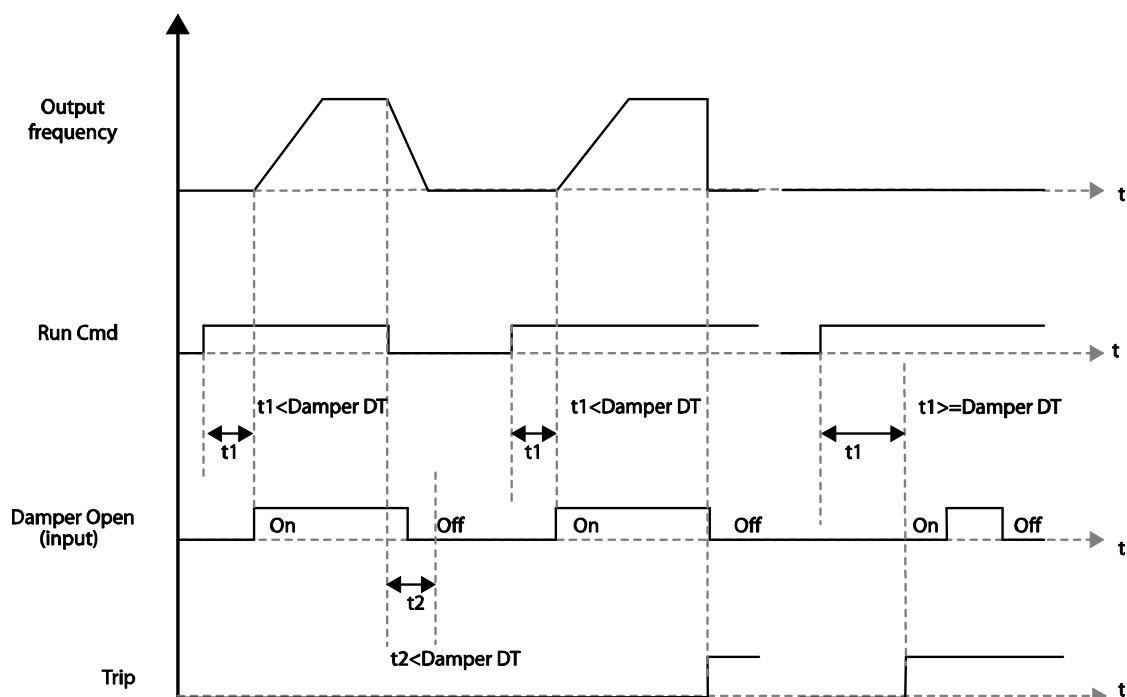 Output
frequency
t
Run Cmd
t
t1<Damper DT
t1<Damper DT
t1>=Damper DT
t1
t1
t1
Damper Open
(input)
On
Off
On
Off
On
Off
t
t2
t2<Damper DT
Trip
t